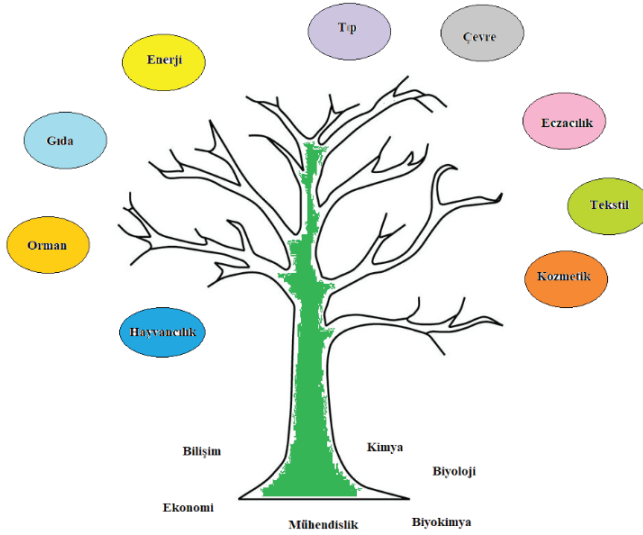 Tıp
Çevre
Enerji
Eczacılık
Gıda
Tekstil
Orman
Kozmetik
Hayvancılık
Bilişim
Kimya
Biyoloji
Ekonomi
Mühendislik
Biyokimya